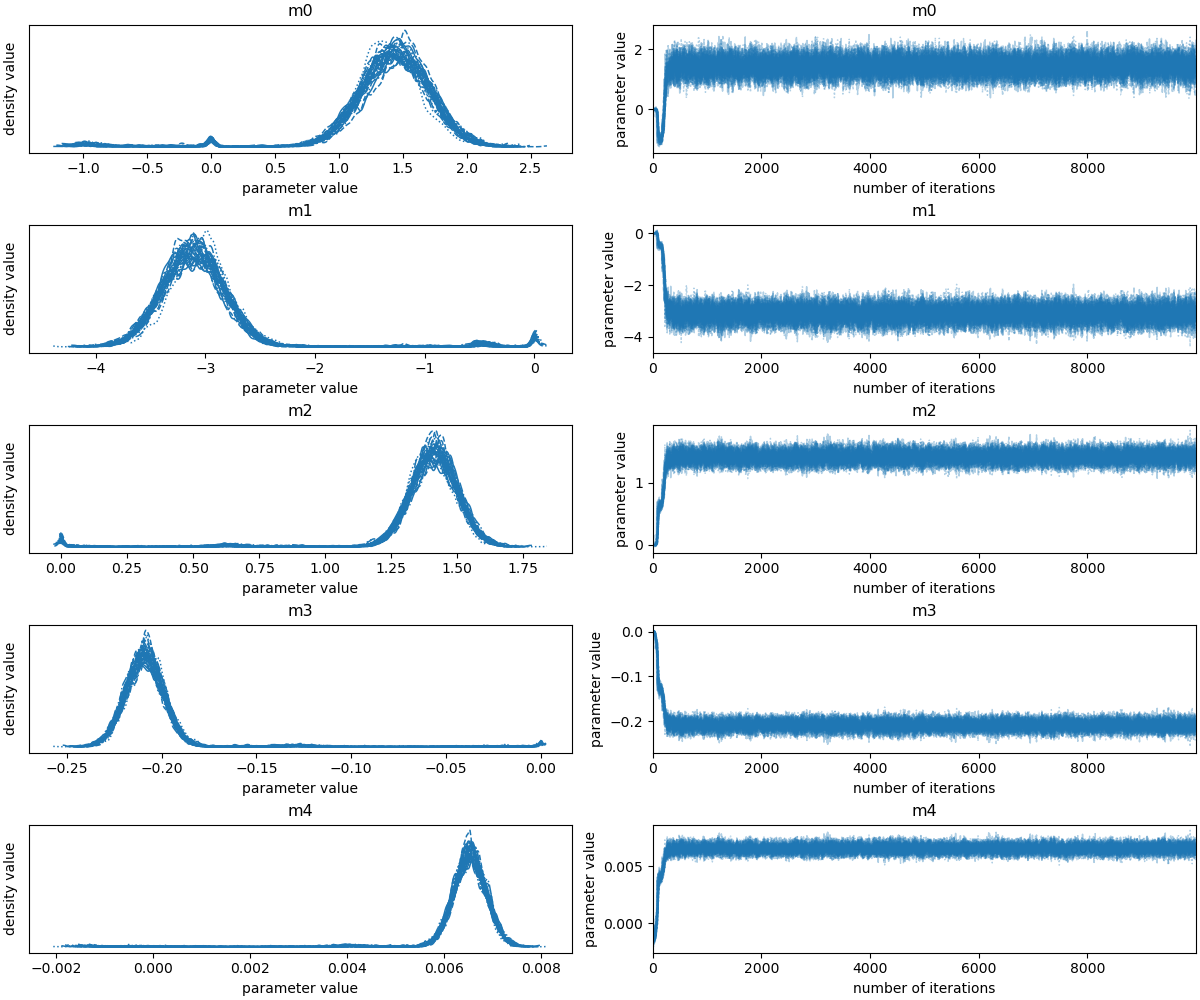 m0 m0
density value parameter value
2
0
−1.0 −0.5 0.0 0.5 1.0 1.5 2.0 2.5 0 2000 4000 6000 8000
parameter value number of iterations
m1 m1
density value parameter value
0
−2
−4
−4 −3 −2 −1 0 0 2000 4000 6000 8000
parameter value number of iterations
m2 m2
density value parameter value
1
0
0.00 0.25 0.50 0.75 1.00 1.25 1.50 1.75 0 2000 4000 6000 8000
parameter value number of iterations
m3 m3
density value parameter value
0.0
−0.1
−0.2
−0.25 −0.20 −0.15 −0.10 −0.05 0.00 0 2000 4000 6000 8000
parameter value number of iterations
m4 m4
density value parameter value
0.005
0.000
−0.002 0.000 0.002 0.004 0.006 0.008 0 2000 4000 6000 8000
parameter value number of iterations